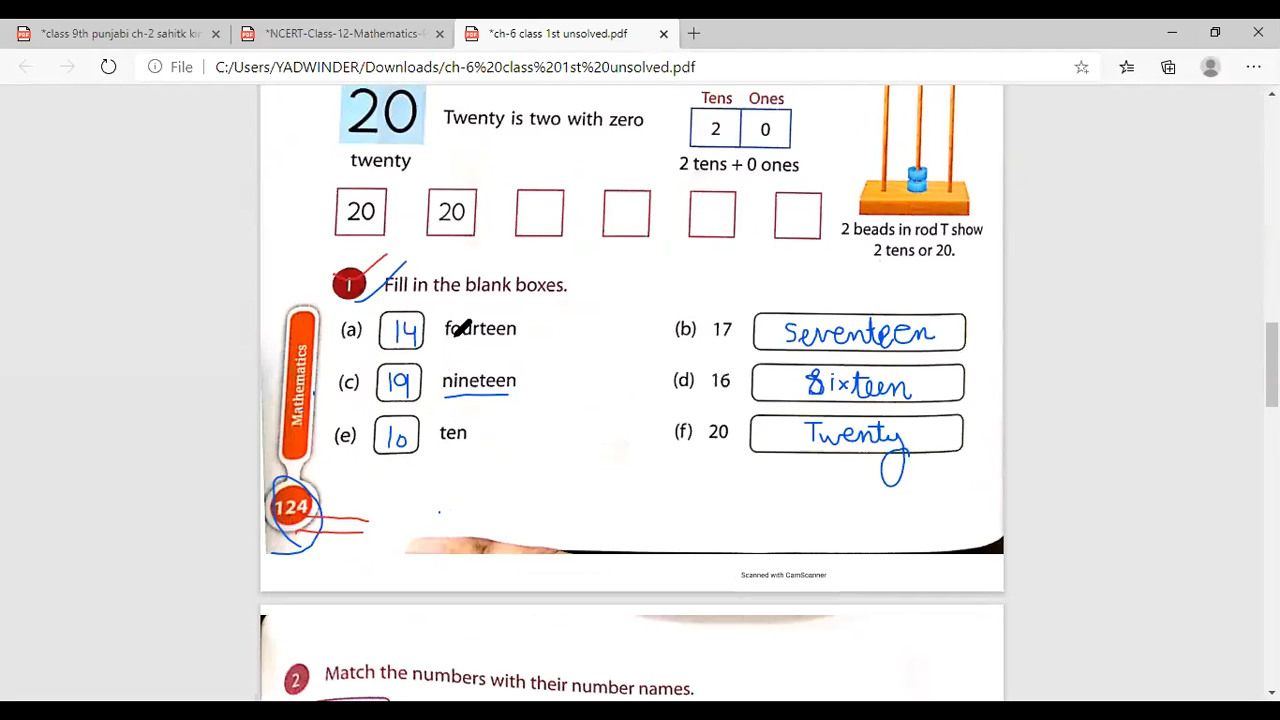 *class 9th punjabi ch-2 sahitk kir
*NCERT-Class-12-Mathematics-
*ch-6 class 1st unsolved.pdf
File
C:/Users/YADWINDER/Downloads/ch-6%20class%201st%20unsolved.pdf
20
twenty
Twenty is two with zero
Tens Ones
2 0
2 tens + 0 ones
20 20
2 beads in rod T show
2 tens or 20.
1 Fill in the blank boxes.
(a) 14 fourteen
(b) 17 Seventeen
(c) 19 nineteen
(d) 16 Sixteen
(e) 10 ten
(f) 20 Twenty
Mathematics
124
Scanned with CamScanner
2 Match the numbers with their number names.